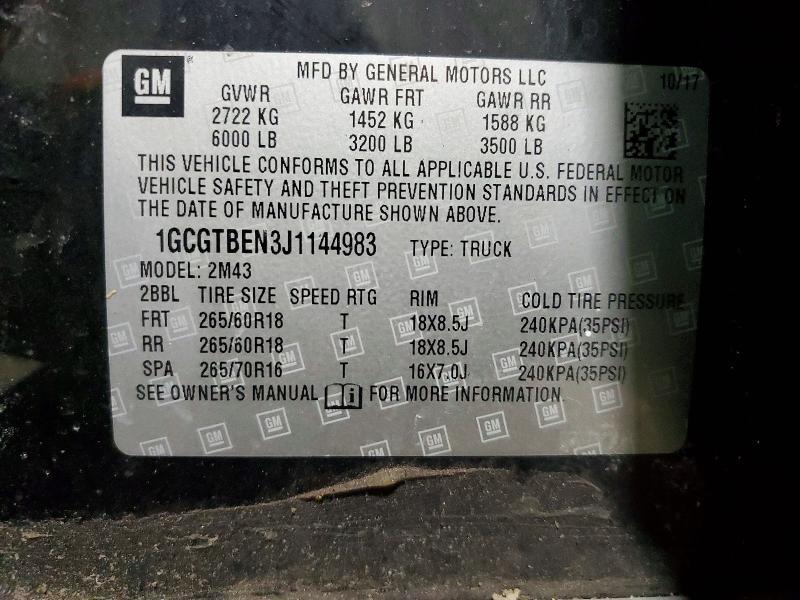 GM
MFD BY GENERAL MOTORS LLC 10/17
GVWR GAWR FRT GAWR RR
2722 KG 1452 KG 1588 KG
6000 LB 3200 LB 3500 LB
THIS VEHICLE CONFORMS TO ALL APPLICABLE U.S. FEDERAL MOTOR
VEHICLE SAFETY AND THEFT PREVENTION STANDARDS IN EFFECT ON
THE DATE OF MANUFACTURE SHOWN ABOVE.
1GCGTBEN3J1144983 TYPE: TRUCK
MODEL: 2M43
2BBL TIRE SIZE SPEED RTG RIM COLD TIRE PRESSURE
FRT 265/60R18 T 18X8.5J 240KPA(35PSI)
RR 265/60R18 T 18X8.5J 240KPA(35PSI)
SPA 265/70R16 T 16X7.0J 240KPA(35PSI)
SEE OWNER'S MANUAL FOR MORE INFORMATION.